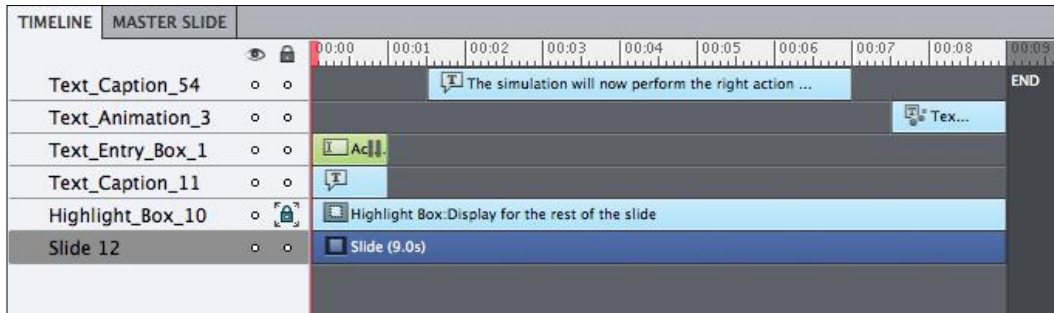 TIMELINE MASTER SLIDE
00:00 00:01 00:02 00:03 00:04 00:05 00:06 00:07 00:08 00:09
Text_Caption_54 The simulation will now perform the right action ... END
Text_Animation_3 Tex...
Text_Entry_Box_1 Ac
Text_Caption_11
Highlight_Box_10 Highlight Box:Display for the rest of the slide
Slide 12 Slide (9.0s)